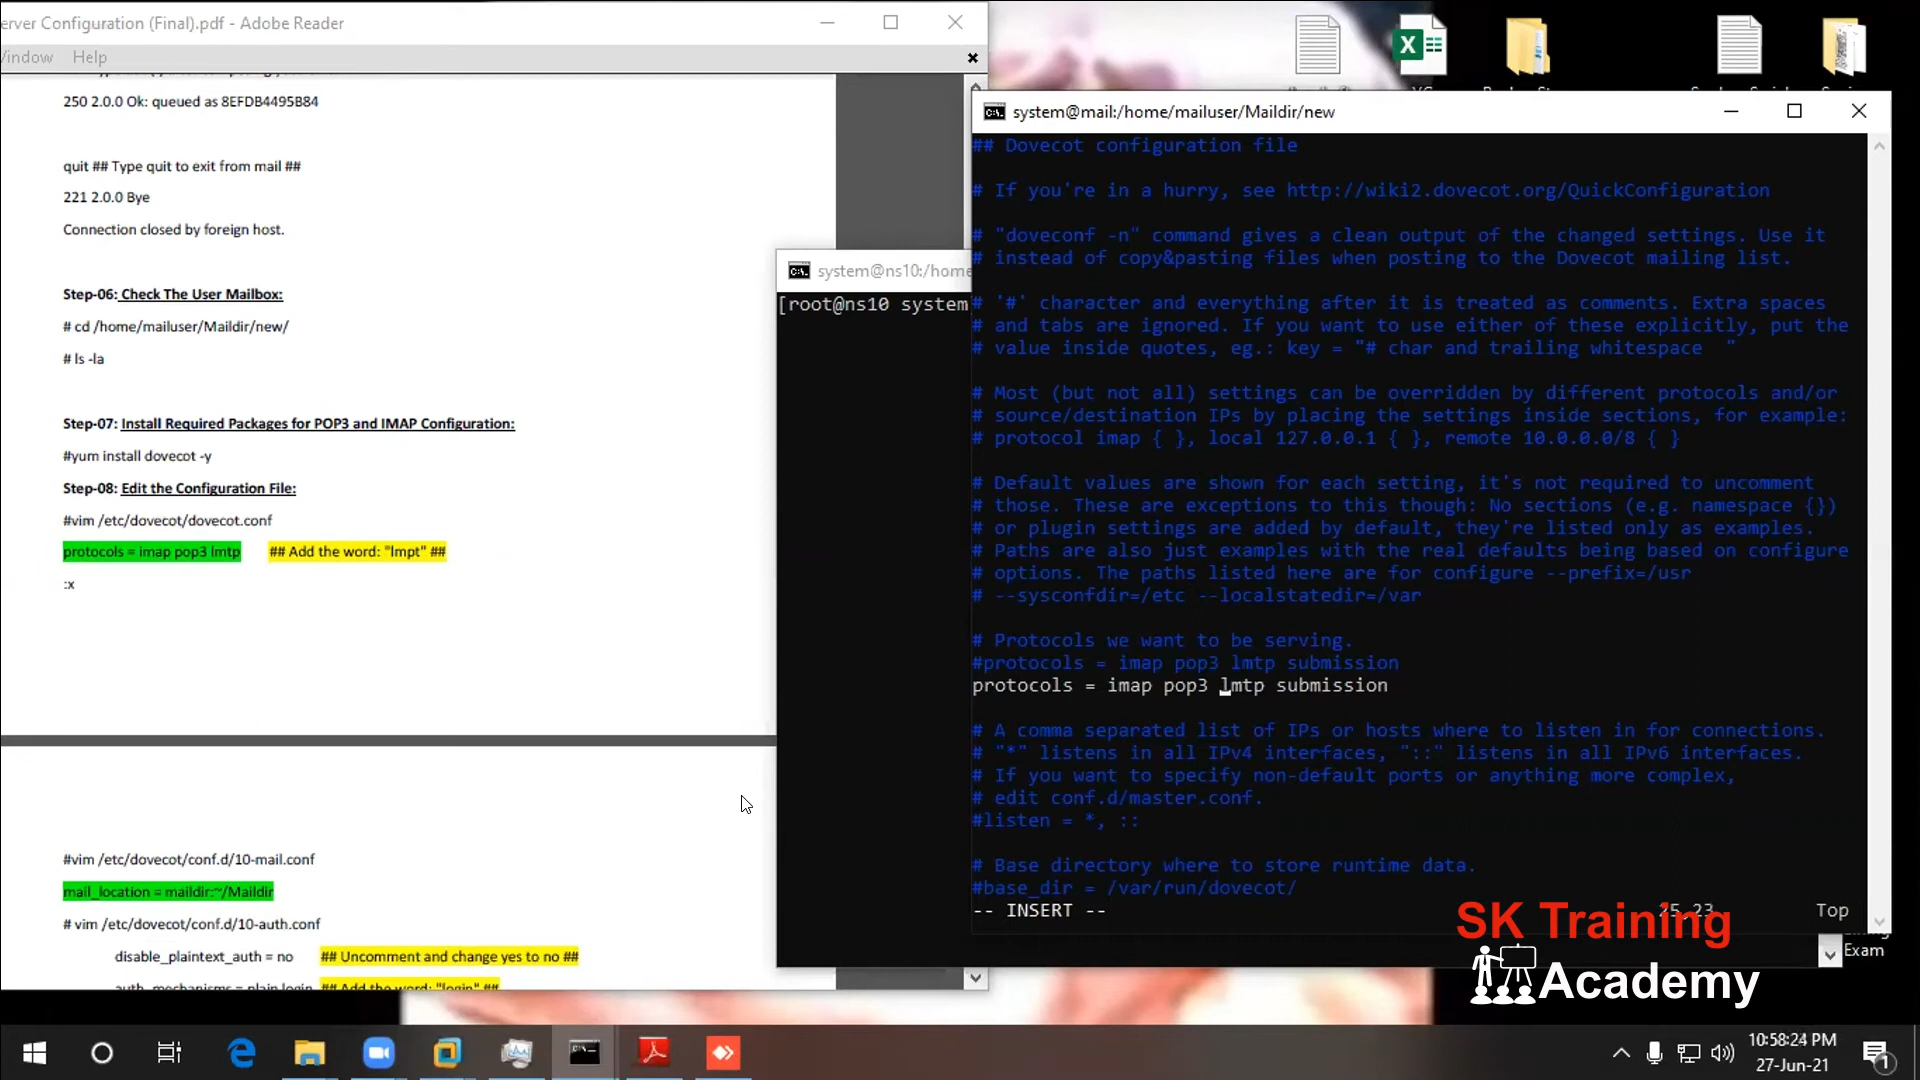 erver Configuration (Final).pdf - Adobe Reader
Help
250 2.0.0 Ok: queued as 8EFDB4495B84
quit ## Type quit to exit from mail ##
221 2.0.0 Bye
Connection closed by foreign host.
Step-06: Check The User Mailbox:
# cd /home/mailuser/Maildir/new/
# ls -la
Step-07: Install Required Packages for POP3 and IMAP Configuration:
#yum install dovecot -y
Step-08: Edit the Configuration File:
#vim /etc/dovecot/dovecot.conf
protocols = imap pop3 lmtp ## Add the word: "lmpt" ##
:x
#vim /etc/dovecot/conf.d/10-mail.conf
mail_location = maildir:~/Maildir
# vim /etc/dovecot/conf.d/10-auth.conf
disable_plaintext_auth = no ## Uncomment and change yes to no ##
auth_mechanisms = plain login ## Add the word: "login" ##
system@ns10:/home
[root@ns10 system
system@mail:/home/mailuser/Maildir/new
## Dovecot configuration file
# If you're in a hurry, see http://wiki2.dovecot.org/QuickConfiguration
# "doveconf -n" command gives a clean output of the changed settings. Use it
# instead of copy&pasting files when posting to the Dovecot mailing list.
# '#' character and everything after it is treated as comments. Extra spaces
# and tabs are ignored. If you want to use either of these explicitly, put the
# value inside quotes, eg.: key = "# char and trailing whitespace  "
# Most (but not all) settings can be overridden by different protocols and/or
# source/destination IPs by placing the settings inside sections, for example:
# protocol imap { }, local 127.0.0.1 { }, remote 10.0.0.0/8 { }
# Default values are shown for each setting, it's not required to uncomment
# those. These are exceptions to this though: No sections (e.g. namespace {})
# or plugin settings are added by default, they're listed only as examples.
# Paths are also just examples with the real defaults being based on configure
# options. The paths listed here are for configure --prefix=/usr
# --sysconfdir=/etc --localstatedir=/var
# Protocols we want to be serving.
#protocols = imap pop3 lmtp submission
protocols = imap pop3 lmtp submission
# A comma separated list of IPs or hosts where to listen in for connections.
# "*" listens in all IPv4 interfaces, "::" listens in all IPv6 interfaces.
# If you want to specify non-default ports or anything more complex,
# edit conf.d/master.conf.
#listen = *, ::
# Base directory where to store runtime data.
#base_dir = /var/run/dovecot/
-- INSERT -- 25,23 Top
SK Training
Academy
Exam
10:58:24 PM
27-Jun-21
1